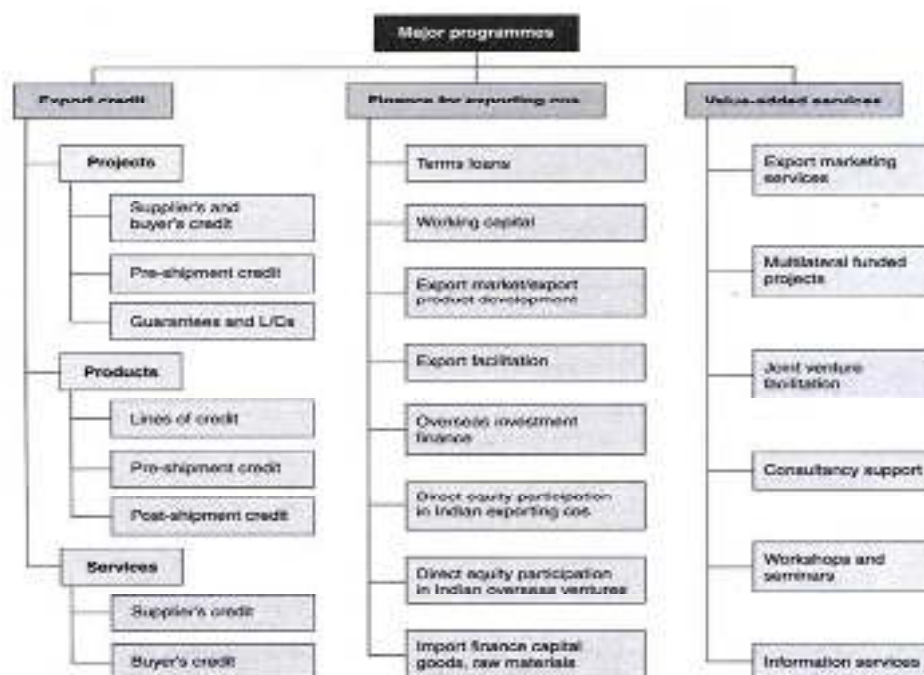 Major programmes
Export credit
Projects
Supplier's and
buyer's credit
Pre-shipment credit
Guarantees and L/Cs
Products
Lines of credit
Pre-shipment credit
Post-shipment credit
Services
Supplier's credit
Buyer's credit
Finance for exporting cos
Terms loans
Working capital
Export market/export
product development
Export facilitation
Overseas investment
finance
Direct equity participation
in Indian exporting cos
Direct equity participation
in Indian overseas ventures
Import finance capital
goods, raw materials
Value-added services
Export marketing
services
Multilateral funded
projects
Joint venture
facilitation
Consultancy support
Workshops and
seminars
Information services